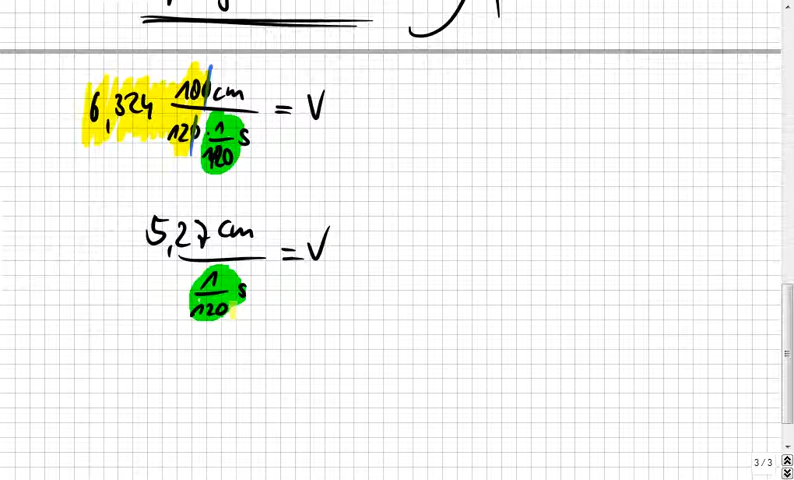 6,324 100 cm / 120 · 1/120 s = V
5,27 cm / 1/120 s = V
3 / 3